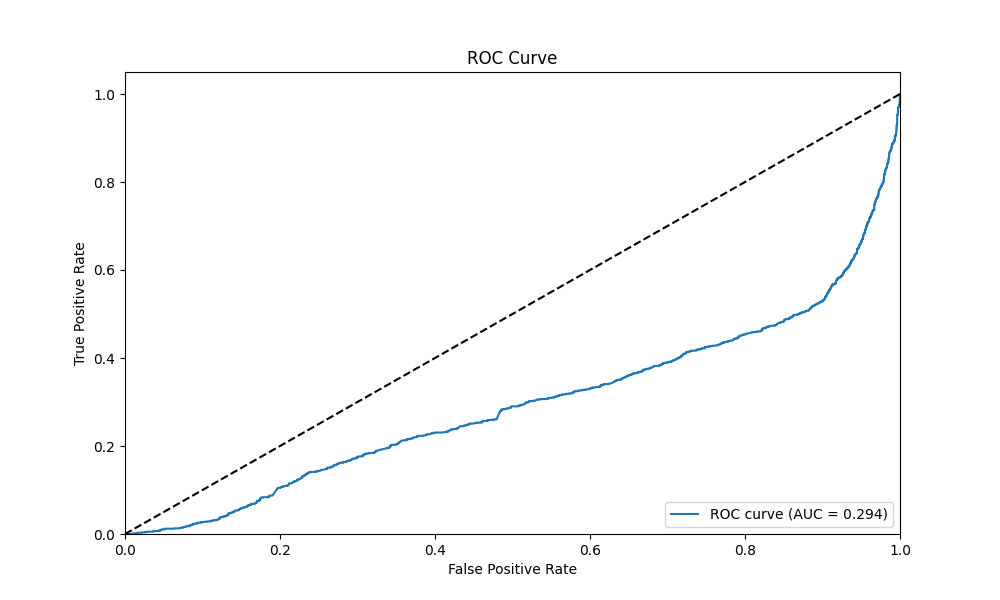 ROC Curve
1.0
0.8
0.6
0.4
0.2
0.0
True Positive Rate
0.0 0.2 0.4 0.6 0.8 1.0
False Positive Rate
ROC curve (AUC = 0.294)